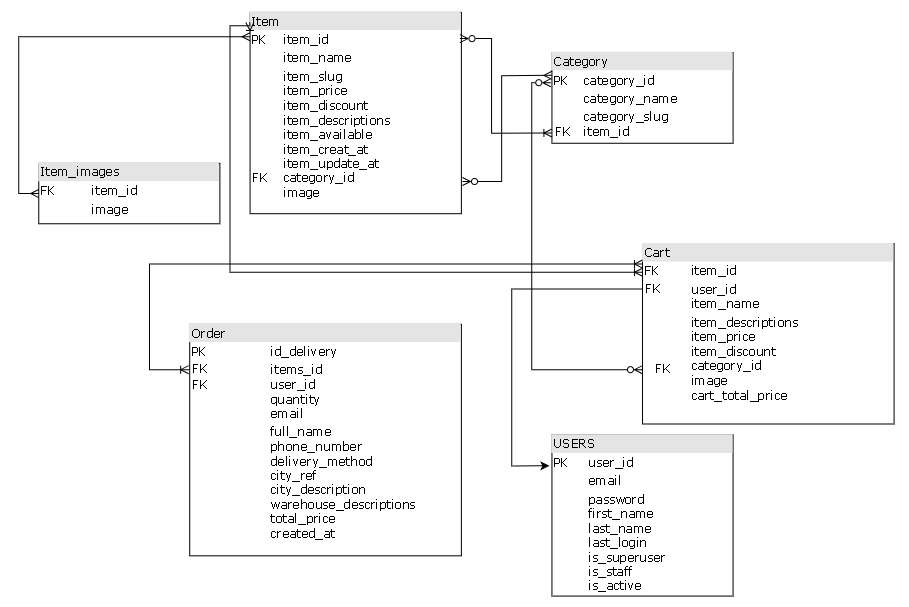 Item
PK item_id
item_name
item_slug
item_price
item_discount
item_descriptions
item_available
item_creat_at
item_update_at
FK category_id
image
Category
PK category_id
category_name
category_slug
FK item_id
Item_images
FK item_id
image
Cart
FK item_id
FK user_id
item_name
item_descriptions
item_price
item_discount
FK category_id
image
cart_total_price
Order
PK id_delivery
FK items_id
FK user_id
quantity
email
full_name
phone_number
delivery_method
city_ref
city_description
warehouse_descriptions
total_price
created_at
USERS
PK user_id
email
password
first_name
last_name
last_login
is_superuser
is_staff
is_active